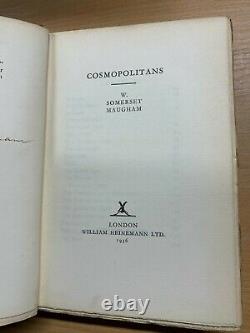 COSMOPOLITANS
W.
SOMERSET
MAUGHAM
LONDON
WILLIAM HEINEMANN LTD.
1936